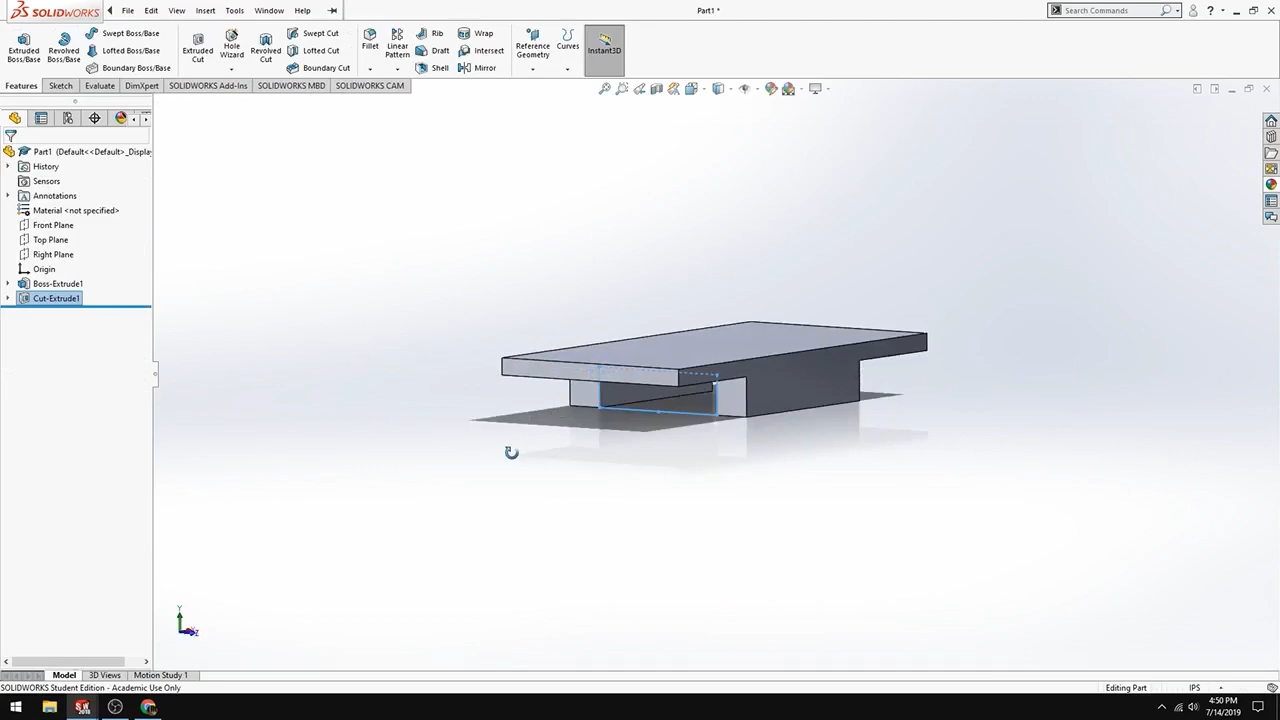 SOLIDWORKS File Edit View Insert Tools Window Help Part1 * Search Commands ?
Extruded Boss/Base
Revolved Boss/Base
Swept Boss/Base
Lofted Boss/Base
Boundary Boss/Base
Extruded Cut
Hole Wizard
Revolved Cut
Swept Cut
Lofted Cut
Boundary Cut
Fillet
Linear Pattern
Rib
Draft
Shell
Wrap
Intersect
Mirror
Reference Geometry
Curves
Instant3D
Features Sketch Evaluate DimXpert SOLIDWORKS Add-Ins SOLIDWORKS MBD SOLIDWORKS CAM
Part1 (Default<<Default>_Display
History
Sensors
Annotations
Material <not specified>
Front Plane
Top Plane
Right Plane
Origin
Boss-Extrude1
Cut-Extrude1
Y
Model 3D Views Motion Study 1
SOLIDWORKS Student Edition - Academic Use Only Editing Part IPS
4:50 PM
7/14/2019